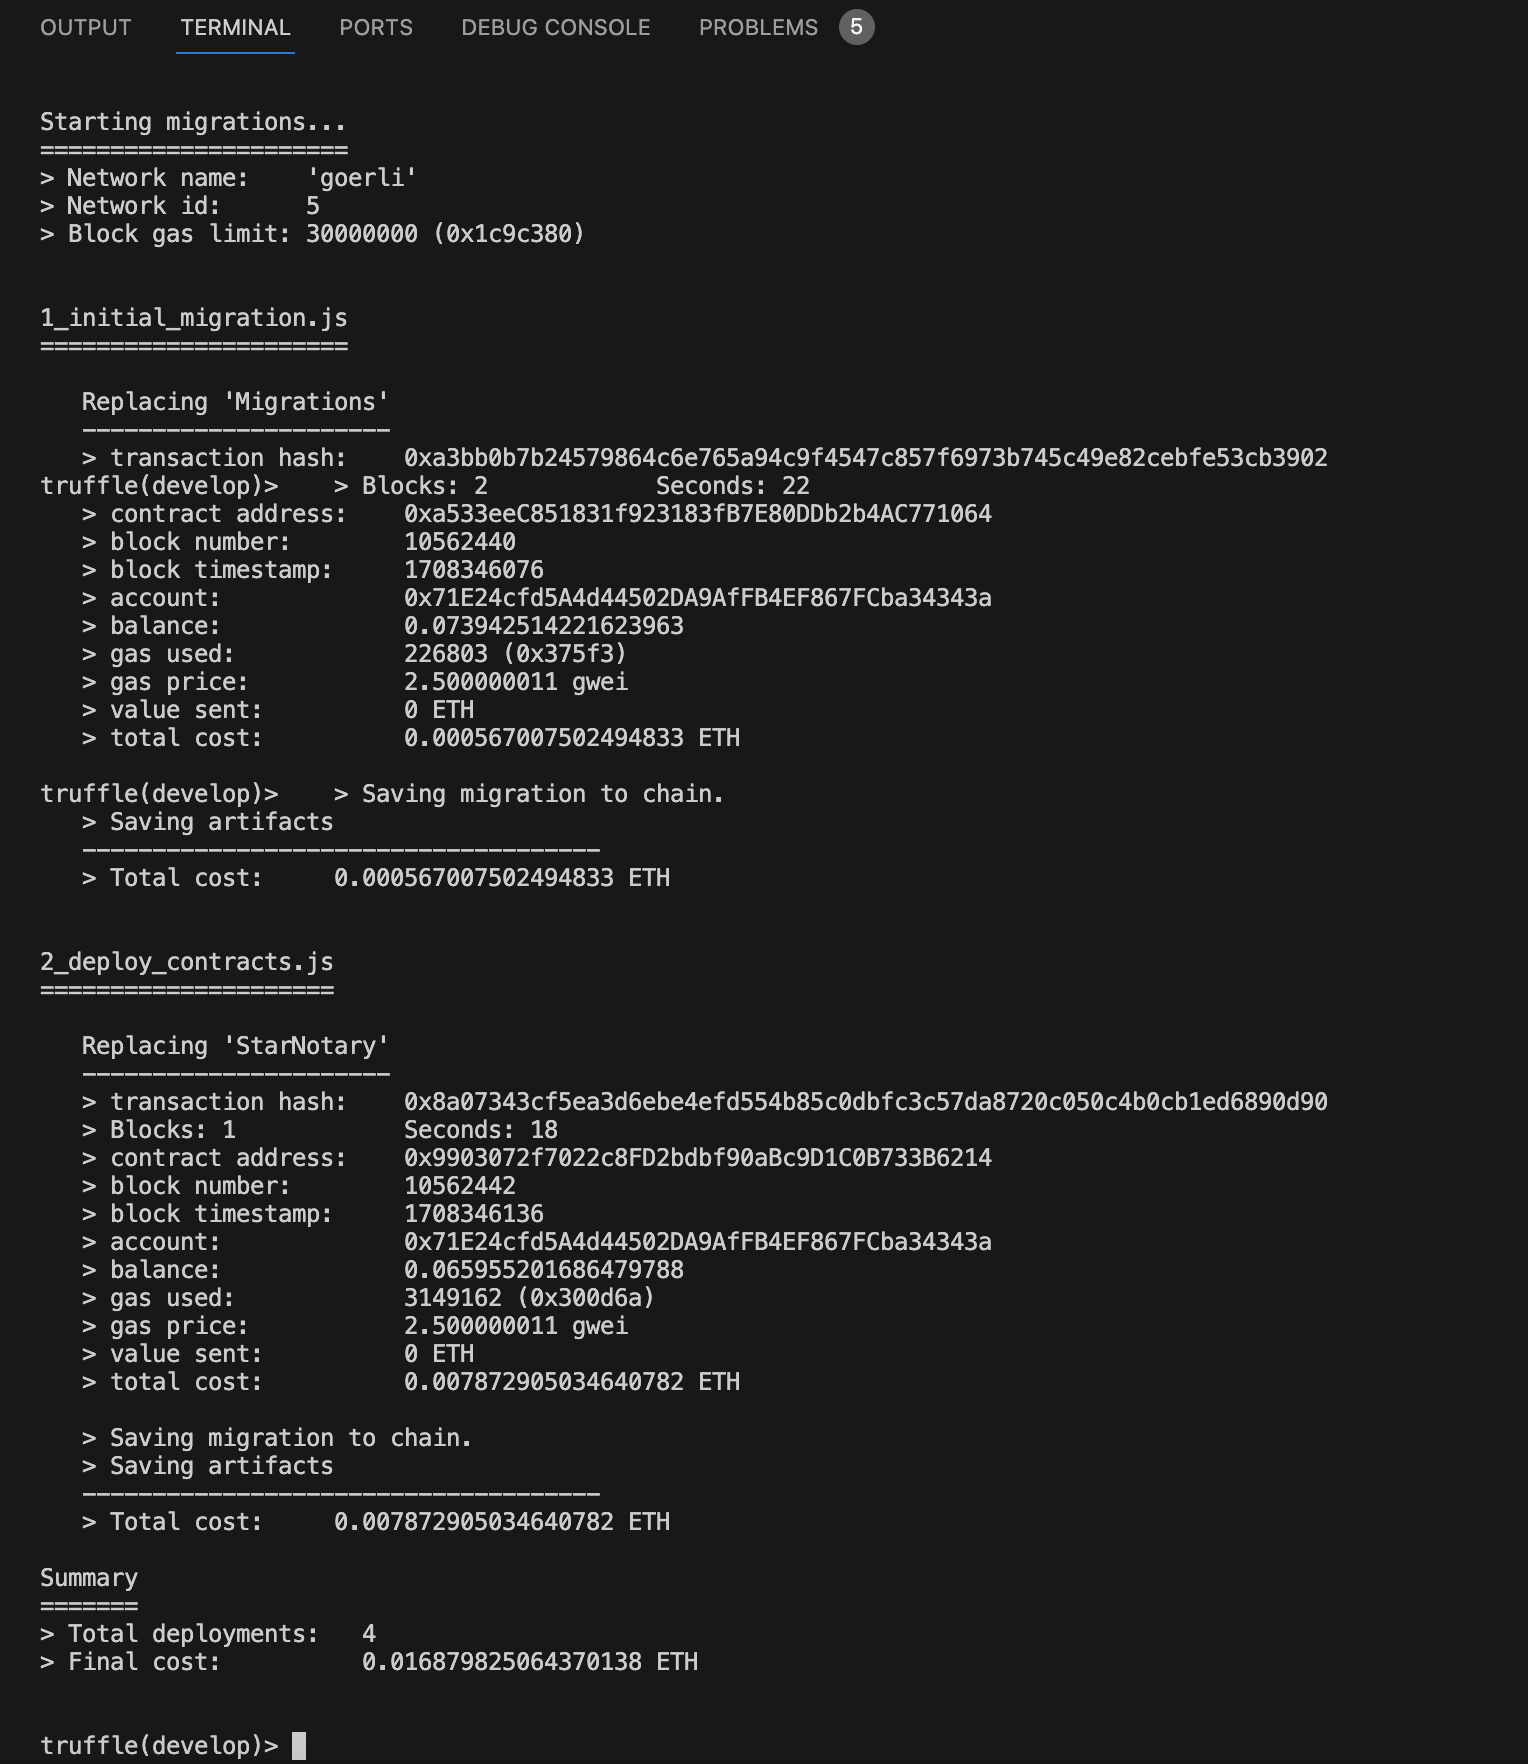 OUTPUT TERMINAL PORTS DEBUG CONSOLE PROBLEMS 5
Starting migrations...
======================
> Network name:    'goerli'
> Network id:      5
> Block gas limit: 30000000 (0x1c9c380)
1_initial_migration.js
======================
   Replacing 'Migrations'
   ----------------------
   > transaction hash:    0xa3bb0b7b24579864c6e765a94c9f4547c857f6973b745c49e82cebfe53cb3902
truffle(develop)>    > Blocks: 2            Seconds: 22
   > contract address:    0xa533eeC851831f923183fB7E80DDb2b4AC771064
   > block number:        10562440
   > block timestamp:     1708346076
   > account:             0x71E24cfd5A4d44502DA9AfFB4EF867FCba34343a
   > balance:             0.073942514221623963
   > gas used:            226803 (0x375f3)
   > gas price:           2.500000011 gwei
   > value sent:          0 ETH
   > total cost:          0.000567007502494833 ETH
truffle(develop)>    > Saving migration to chain.
   > Saving artifacts
   -------------------------------------
   > Total cost:     0.000567007502494833 ETH
2_deploy_contracts.js
=====================
   Replacing 'StarNotary'
   ----------------------
   > transaction hash:    0x8a07343cf5ea3d6ebe4efd554b85c0dbfc3c57da8720c050c4b0cb1ed6890d90
   > Blocks: 1            Seconds: 18
   > contract address:    0x9903072f7022c8FD2bdbf90aBc9D1C0B733B6214
   > block number:        10562442
   > block timestamp:     1708346136
   > account:             0x71E24cfd5A4d44502DA9AfFB4EF867FCba34343a
   > balance:             0.065955201686479788
   > gas used:            3149162 (0x300d6a)
   > gas price:           2.500000011 gwei
   > value sent:          0 ETH
   > total cost:          0.007872905034640782 ETH
   > Saving migration to chain.
   > Saving artifacts
   -------------------------------------
   > Total cost:     0.007872905034640782 ETH
Summary
=======
> Total deployments:   4
> Final cost:          0.016879825064370138 ETH
truffle(develop)>